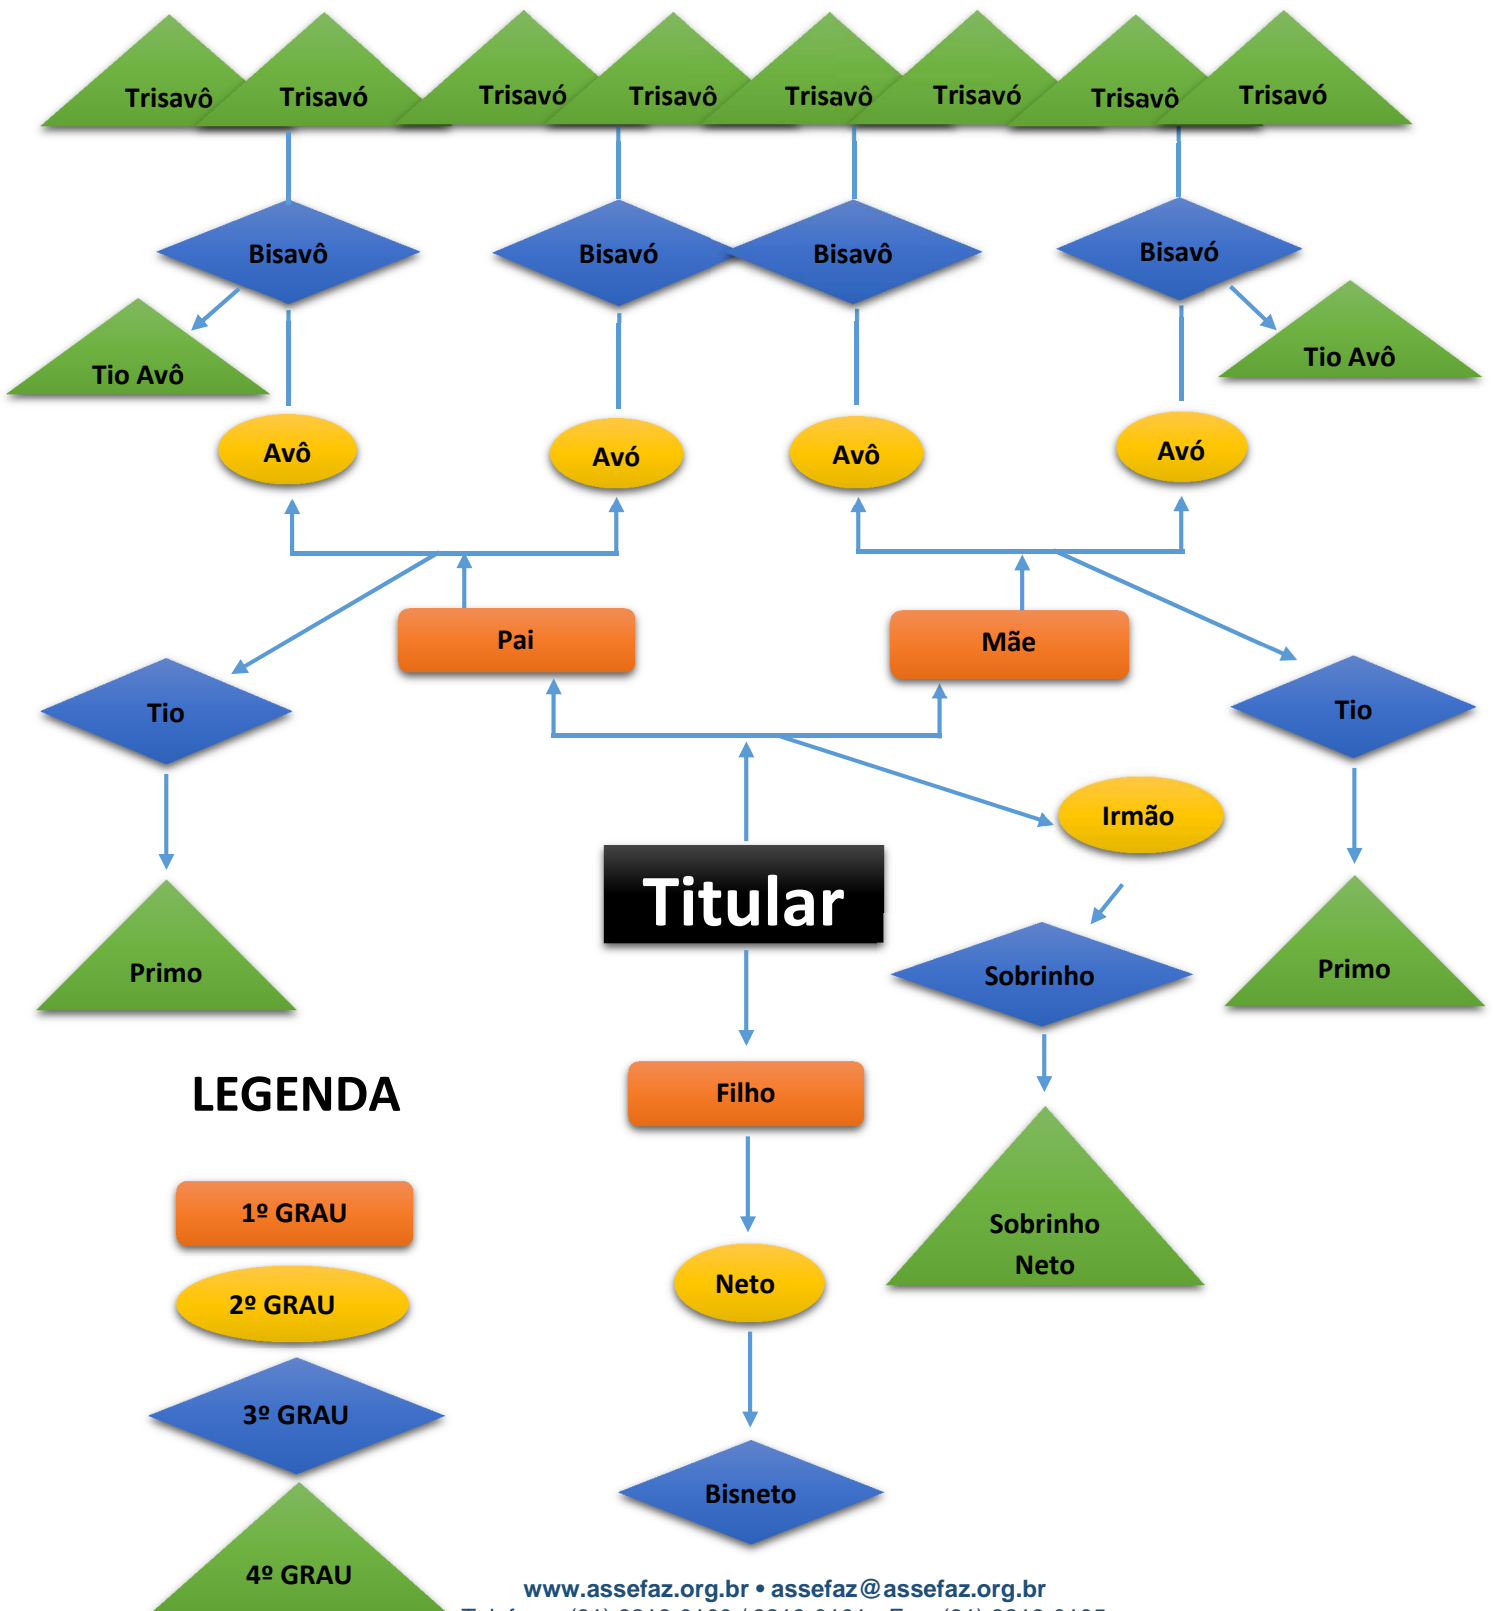 Trisavô Trisavó Trisavó Trisavô Trisavô Trisavó Trisavô Trisavó
Bisavô Bisavó Bisavô Bisavó
Tio Avô Tio Avô
Avô Avó Avô Avó
Pai Mãe
Tio Tio
Irmão
Titular
Primo Sobrinho Primo
LEGENDA
Filho
1º GRAU
Sobrinho
Neto
2º GRAU
Neto
3º GRAU
Bisneto
4º GRAU
www.assefaz.org.br • assefaz@assefaz.org.br